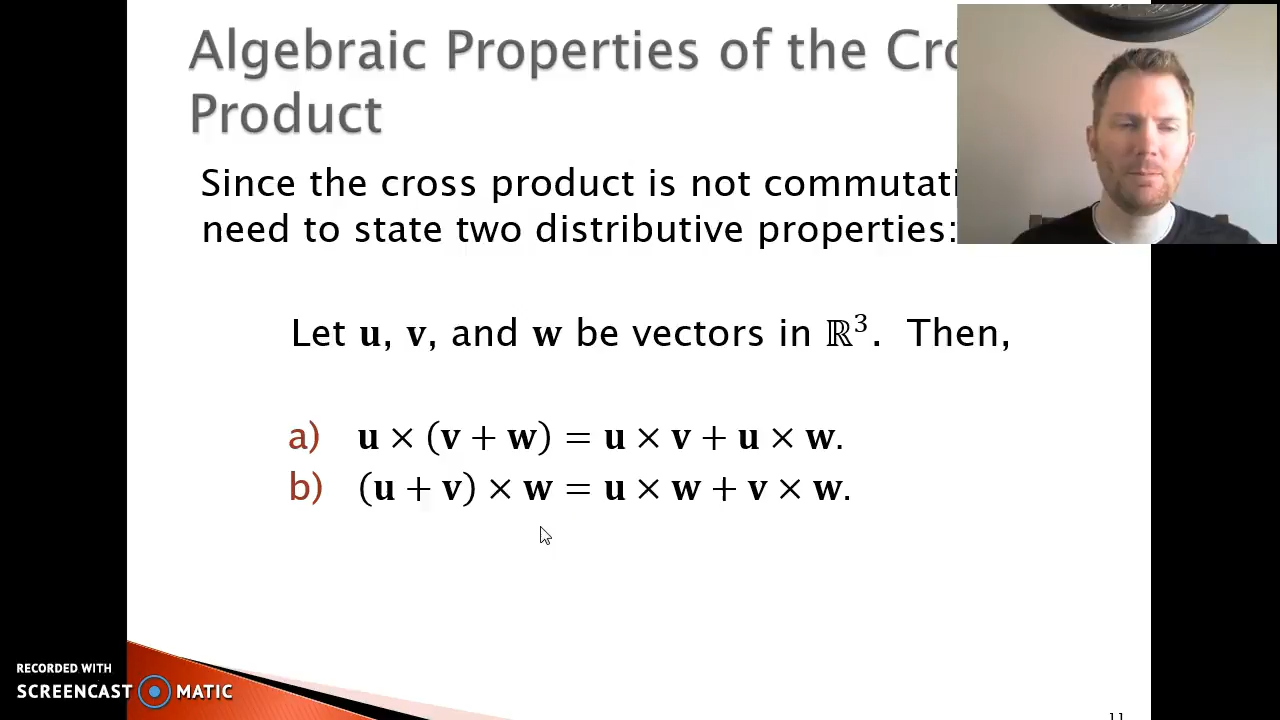 Algebraic Properties of the Cro
Product
Since the cross product is not commutati
need to state two distributive properties:
Let u, v, and w be vectors in ℝ³. Then,
a) u × (v + w) = u × v + u × w.
b) (u + v) × w = u × w + v × w.
RECORDED WITH
SCREENCAST MATIC
11